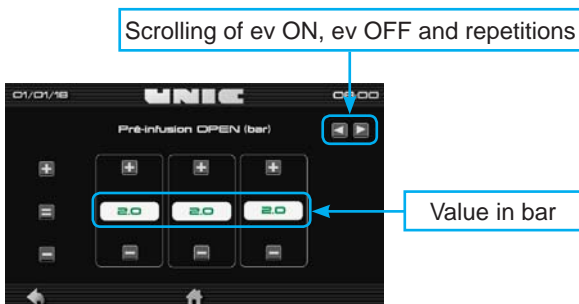 Scrolling of ev ON, ev OFF and repetitions
01/01/18 UNIC 08:00
Pré-infusion OPEN (bar)
+ + + +
= 2.0 2.0 2.0
Value in bar
- - - -